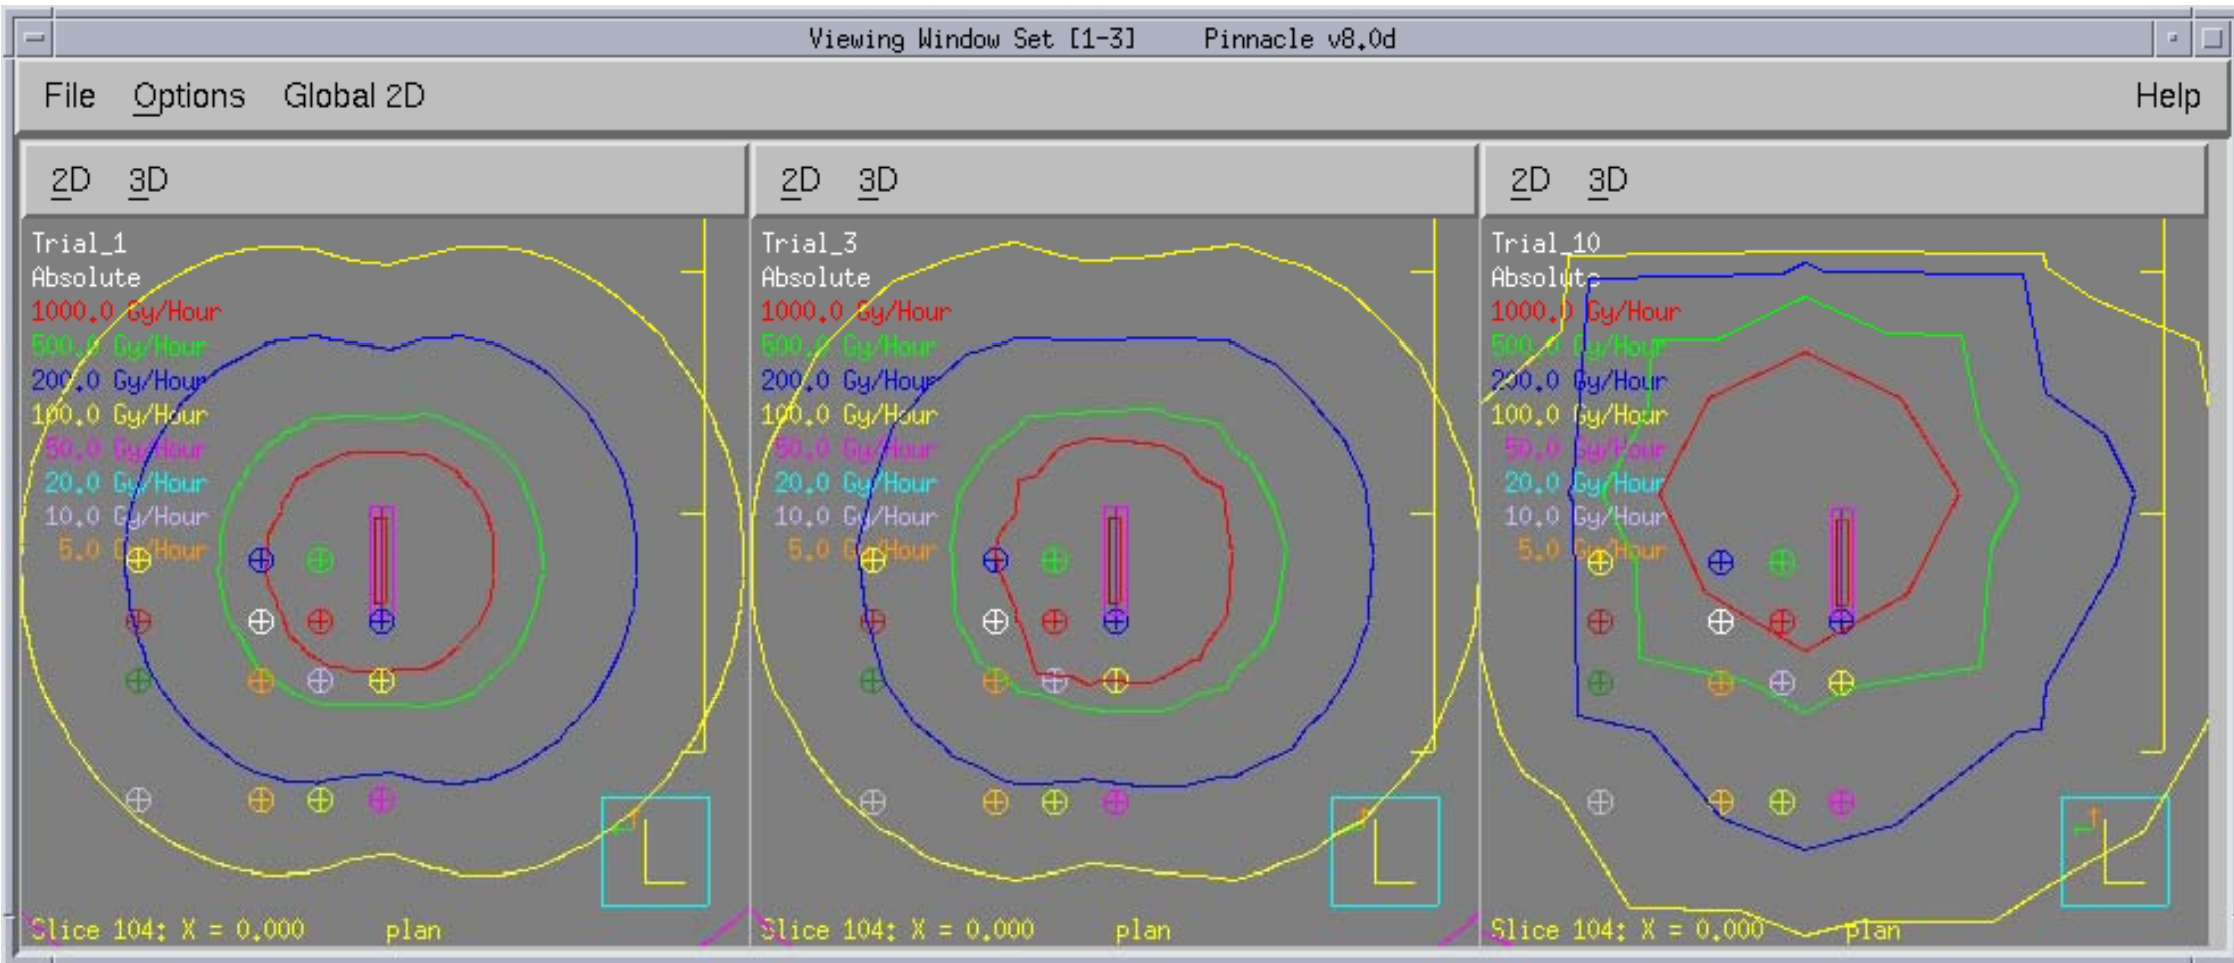 Viewing Window Set [1-3] Pinnacle v8.0d
File Options Global 2D Help
2D 3D
Trial_1
Absolute
1000.0 Gy/Hour
500.0 Gy/Hour
200.0 Gy/Hour
100.0 Gy/Hour
50.0 Gy/Hour
20.0 Gy/Hour
10.0 Gy/Hour
5.0 Gy/Hour
Slice 104: X = 0.000 plan
2D 3D
Trial_3
Absolute
1000.0 Gy/Hour
500.0 Gy/Hour
200.0 Gy/Hour
100.0 Gy/Hour
50.0 Gy/Hour
20.0 Gy/Hour
10.0 Gy/Hour
5.0 Gy/Hour
Slice 104: X = 0.000 plan
2D 3D
Trial_10
Absolute
1000.0 Gy/Hour
500.0 Gy/Hour
200.0 Gy/Hour
100.0 Gy/Hour
50.0 Gy/Hour
20.0 Gy/Hour
10.0 Gy/Hour
5.0 Gy/Hour
Slice 104: X = 0.000 plan